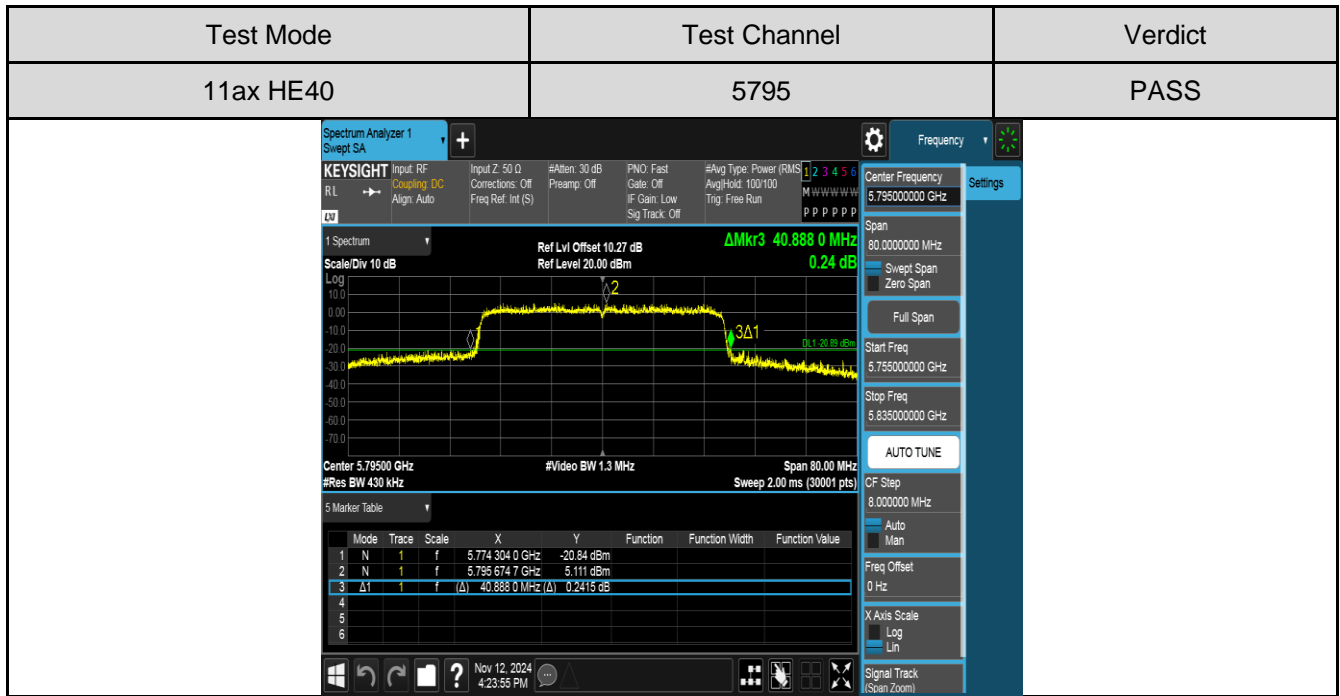 Test Mode Test Channel Verdict
11ax HE40 5795 PASS
Spectrum Analyzer 1
Swept SA
+
Frequency
KEYSIGHT
RL
LXI
Input: RF
Coupling: DC
Align: Auto
Input Z: 50 Ω
Corrections: Off
Freq Ref: Int (S)
#Atten: 30 dB
Preamp: Off
PNO: Fast
Gate: Off
IF Gain: Low
Sig Track: Off
#Avg Type: Power (RMS
Avg|Hold: 100/100
Trig: Free Run
1 2 3 4 5 6
M W W W W W
P P P P P P
1 Spectrum
Scale/Div 10 dB
Ref Lvl Offset 10.27 dB
Ref Level 20.00 dBm
ΔMkr3 40.888 0 MHz
0.24 dB
Log
10.0
0.00
-10.0
-20.0
-30.0
-40.0
-50.0
-60.0
-70.0
1
2
3Δ1
DL1 -20.89 dBm
Center 5.79500 GHz #Video BW 1.3 MHz Span 80.00 MHz
#Res BW 430 kHz Sweep 2.00 ms (30001 pts)
5 Marker Table
Mode Trace Scale X Y Function Function Width Function Value
1 N 1 f 5.774 304 0 GHz -20.84 dBm
2 N 1 f 5.795 674 7 GHz 5.111 dBm
3 Δ1 1 f (Δ) 40.888 0 MHz (Δ) 0.2415 dB
4
5
6
Nov 12, 2024
4:23:55 PM
?
Center Frequency
5.795000000 GHz
Settings
Span
80.0000000 MHz
Swept Span
Zero Span
Full Span
Start Freq
5.755000000 GHz
Stop Freq
5.835000000 GHz
AUTO TUNE
CF Step
8.000000 MHz
Auto
Man
Freq Offset
0 Hz
X Axis Scale
Log
Lin
Signal Track
(Span Zoom)